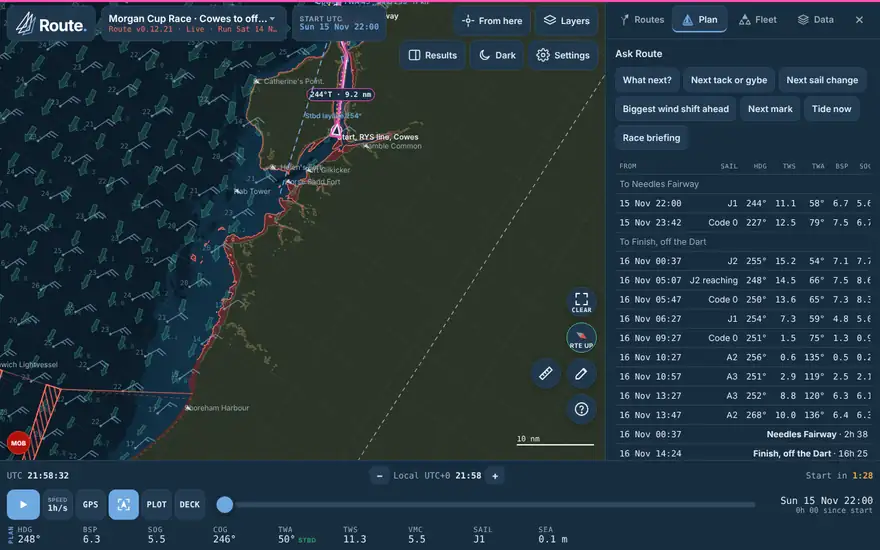 Route.
Morgan Cup Race · Cowes to off...
Route v0.12.21 · Live · Run Sat 14 N…
START UTC
Sun 15 Nov 22:00
From here
Layers
Results
Dark
Settings
Routes
Plan
Fleet
Data
Ask Route
What next?
Next tack or gybe
Next sail change
Biggest wind shift ahead
Next mark
Tide now
Race briefing
FROM SAIL HDG TWS TWA BSP
To Needles Fairway
15 Nov 22:00 J1 244° 11.1 58° 6.7
15 Nov 23:42 Code 0 227° 12.5 79° 7.5
To Finish, off the Dart
16 Nov 00:37 J2 255° 15.2 54° 7.1
16 Nov 05:07 J2 reaching 248° 14.5 66° 7.5
16 Nov 05:47 Code 0 250° 13.6 65° 7.3
16 Nov 06:27 J1 254° 7.3 59° 4.8
16 Nov 09:27 Code 0 251° 1.5 75° 1.3
16 Nov 10:27 A2 256° 0.6 135° 0.5
16 Nov 10:57 A3 251° 2.9 119° 2.5
16 Nov 13:27 A3 252° 8.8 120° 6.3
16 Nov 13:47 A2 268° 10.0 136° 6.4
16 Nov 00:37 Needles Fairway · 2h 38
16 Nov 14:24 Finish, off the Dart · 16h 25
Catherine's Point.
244°T · 9.2 nm
Start, RYS line, Cowes
Gilkicker
Sand Fort
Tower
Lightvessel
Shoreham Harbour
CLEAR
RTE UP
10 nm
MOB
UTC 21:58:32
− Local UTC+0 21:58 +
Start in 1:28
SPEED
1h/s
GPS
A
PLOT
DECK
Sun 15 Nov 22:00
0h 00 since start
PLAN
HDG BSP SOG COG TWA TWS VMC SAIL SEA
248° 6.3 5.5 246° 50° STBD 11.3 5.5 J1 0.1 m